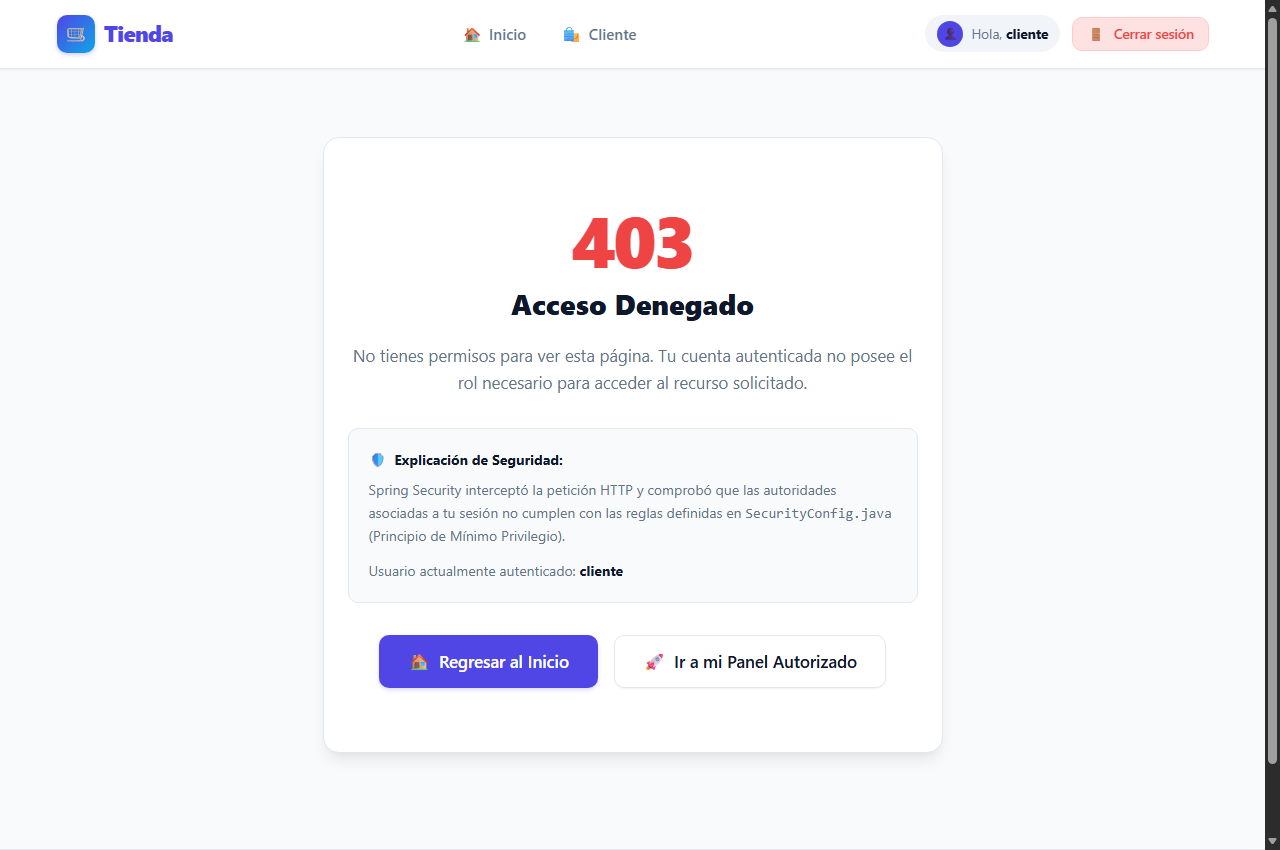 Tienda
Inicio
Cliente
Hola, cliente
Cerrar sesión
403
Acceso Denegado
No tienes permisos para ver esta página. Tu cuenta autenticada no posee el
rol necesario para acceder al recurso solicitado.
Explicación de Seguridad:
Spring Security interceptó la petición HTTP y comprobó que las autoridades
asociadas a tu sesión no cumplen con las reglas definidas en SecurityConfig.java
(Principio de Mínimo Privilegio).
Usuario actualmente autenticado: cliente
Regresar al Inicio
Ir a mi Panel Autorizado